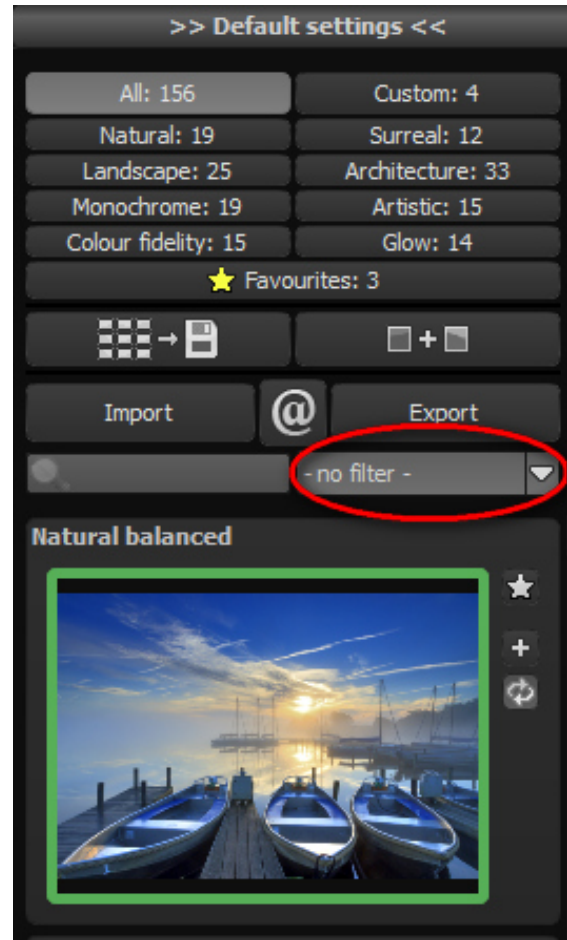 >> Default settings <<
All: 156
Custom: 4
Natural: 19
Surreal: 12
Landscape: 25
Architecture: 33
Monochrome: 19
Artistic: 15
Colour fidelity: 15
Glow: 14
Favourites: 3
Import
@
Export
- no filter -
Natural balanced